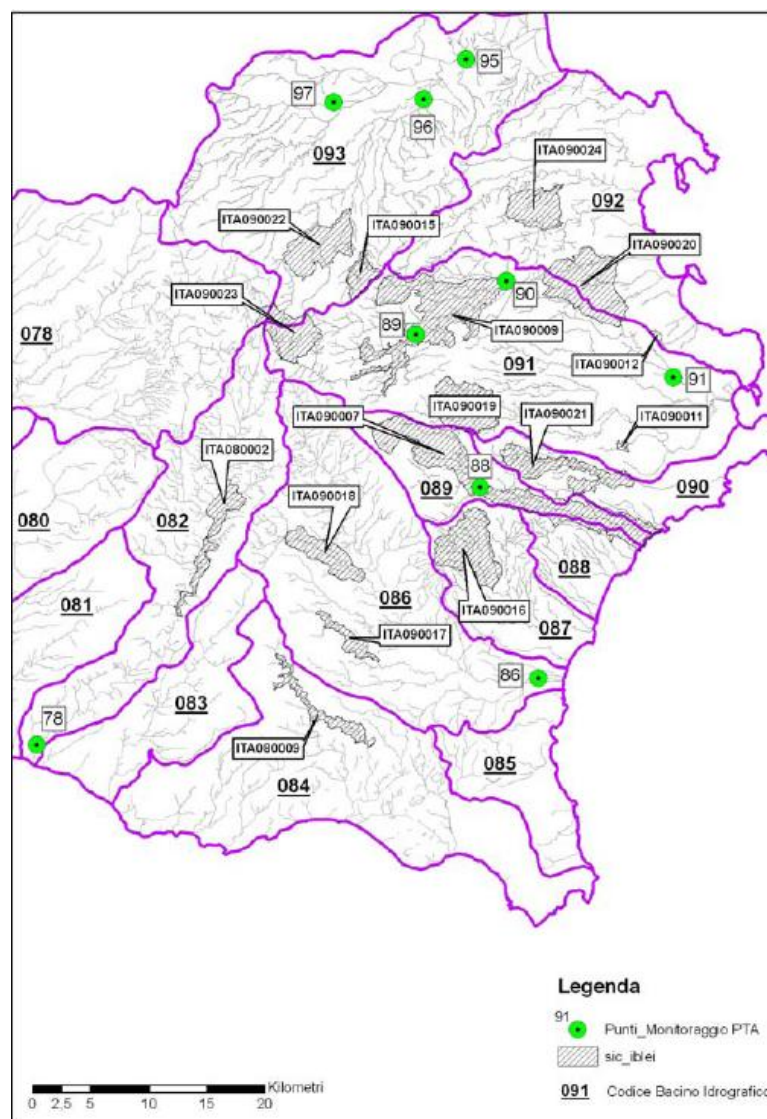 95
97
96
093
ITA090024
092
ITA090022
ITA090015
ITA090020
ITA090023
90
078
89
ITA090009
091
ITA090012
91
ITA090007
ITA090019
ITA090021
ITA090011
ITA080002
88
089
090
ITA090018
080
082
088
081
086
ITA090016
087
ITA090017
86
083
78
ITA080009
085
084
Legenda
91
Punti_Monitoraggio PTA
sic_iblei
091 Codice Bacino Idrografico
Kilometri
0 2,5 5 10 15 20